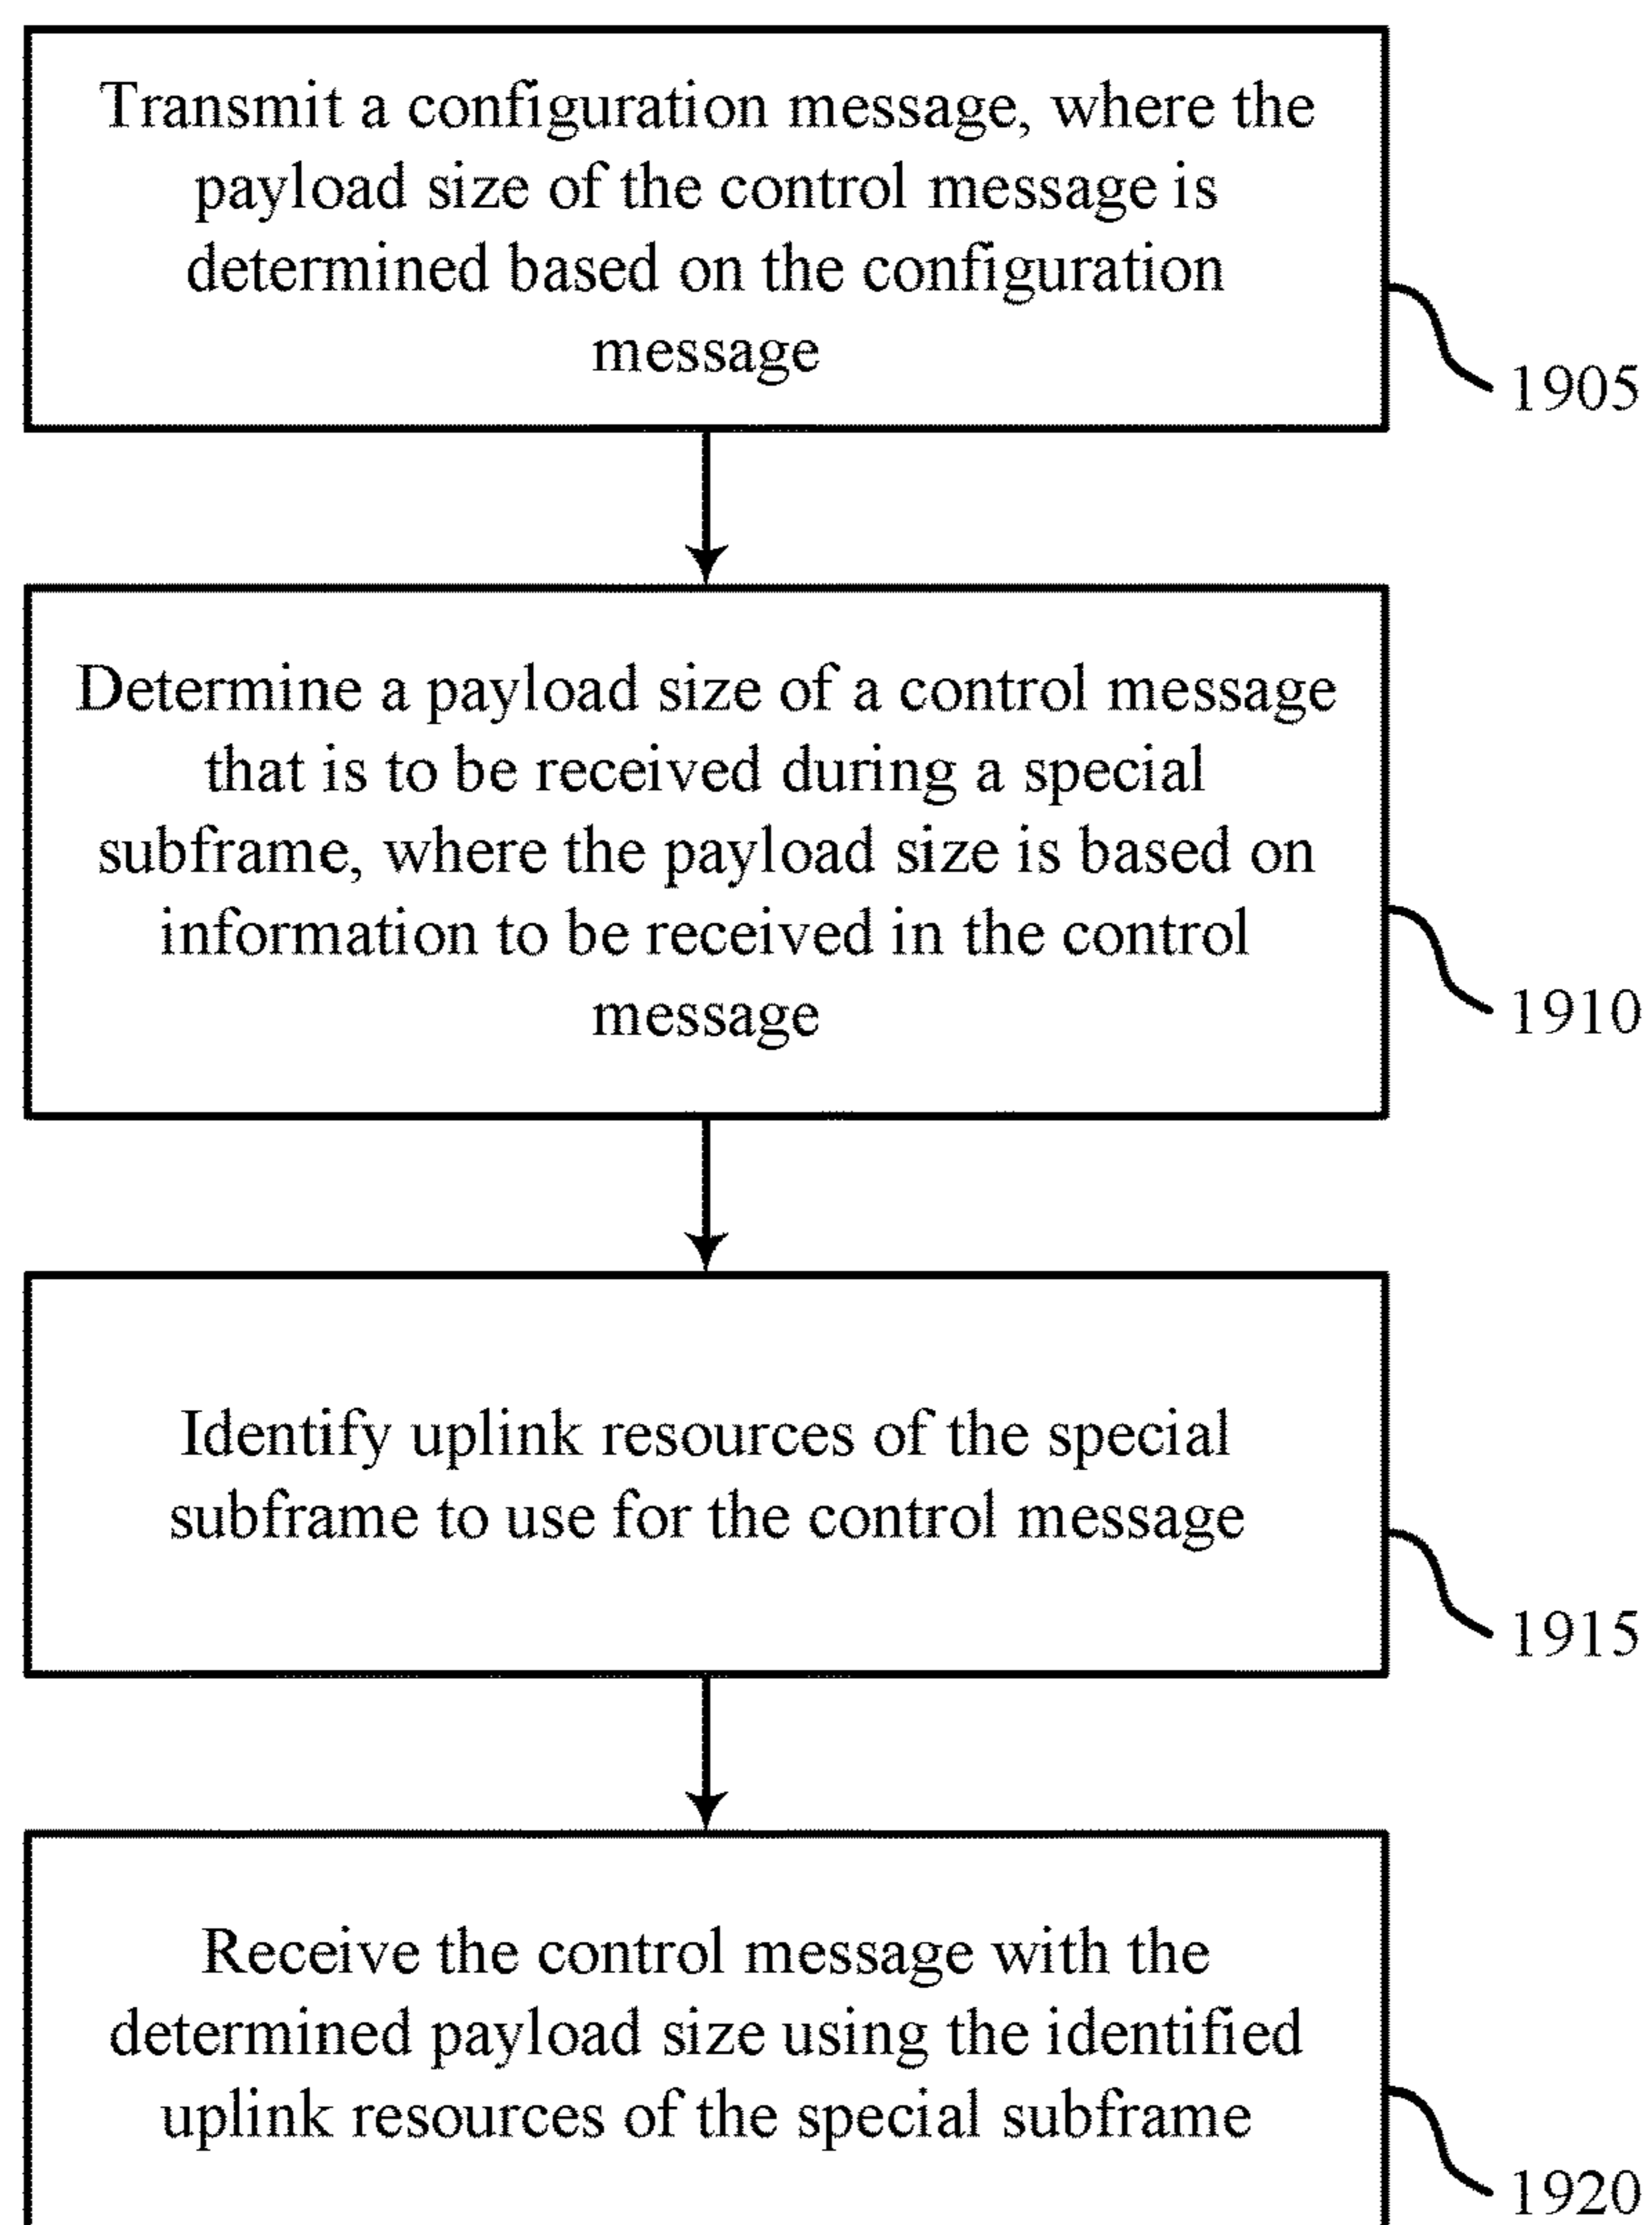 Transmit a configuration message, where the
payload size of the control message is
determined based on the configuration
message
1905
Determine a payload size of a control message
that is to be received during a special
subframe, where the payload size is based on
information to be received in the control
message
1910
Identify uplink resources of the special
subframe to use for the control message
1915
Receive the control message with the
determined payload size using the identified
uplink resources of the special subframe
1920